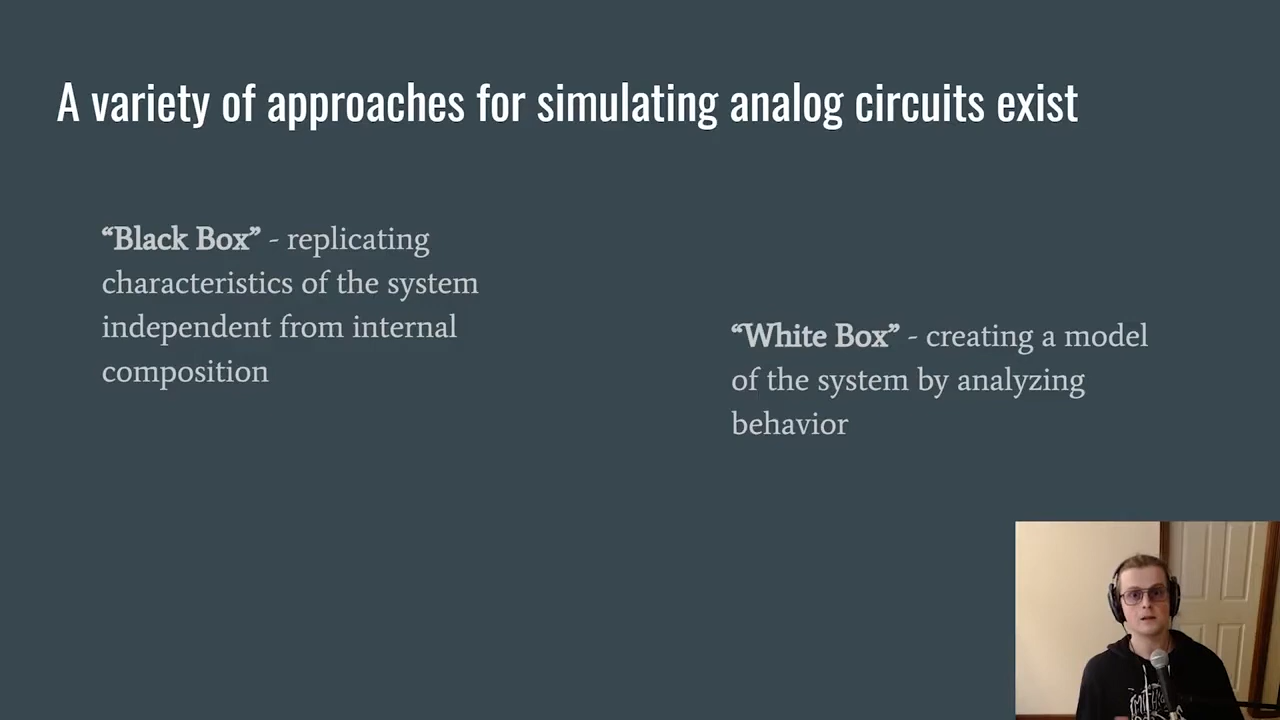 A variety of approaches for simulating analog circuits exist
“Black Box” - replicating
characteristics of the system
independent from internal
composition
“White Box” - creating a model
of the system by analyzing
behavior